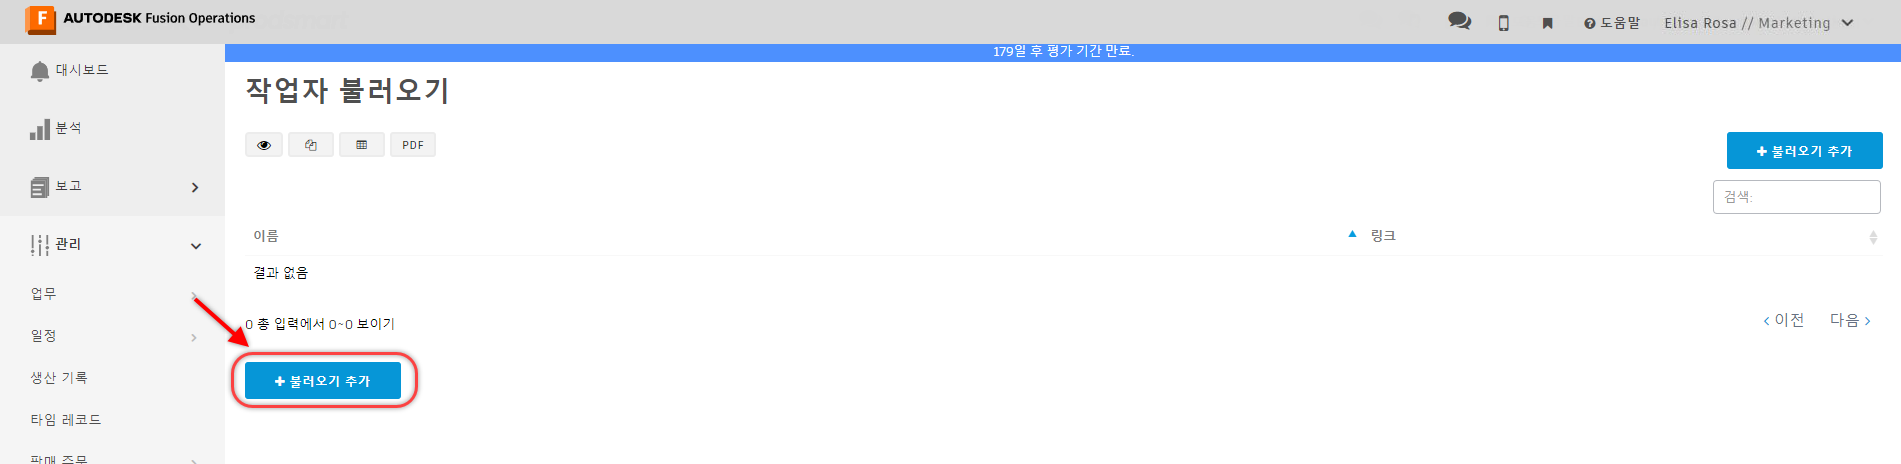 F AUTODESK Fusion Operations
도움말 Elisa Rosa // Marketing
179일 후 평가 기간 만료.
대시보드
분석
보고
관리
업무
일정
생산 기록
타임 레코드
판매 주문
작업자 불러오기
PDF
+ 불러오기 추가
검색:
이름 링크
결과 없음
0 총 입력에서 0~0 보이기
‹ 이전 다음 ›
+ 불러오기 추가